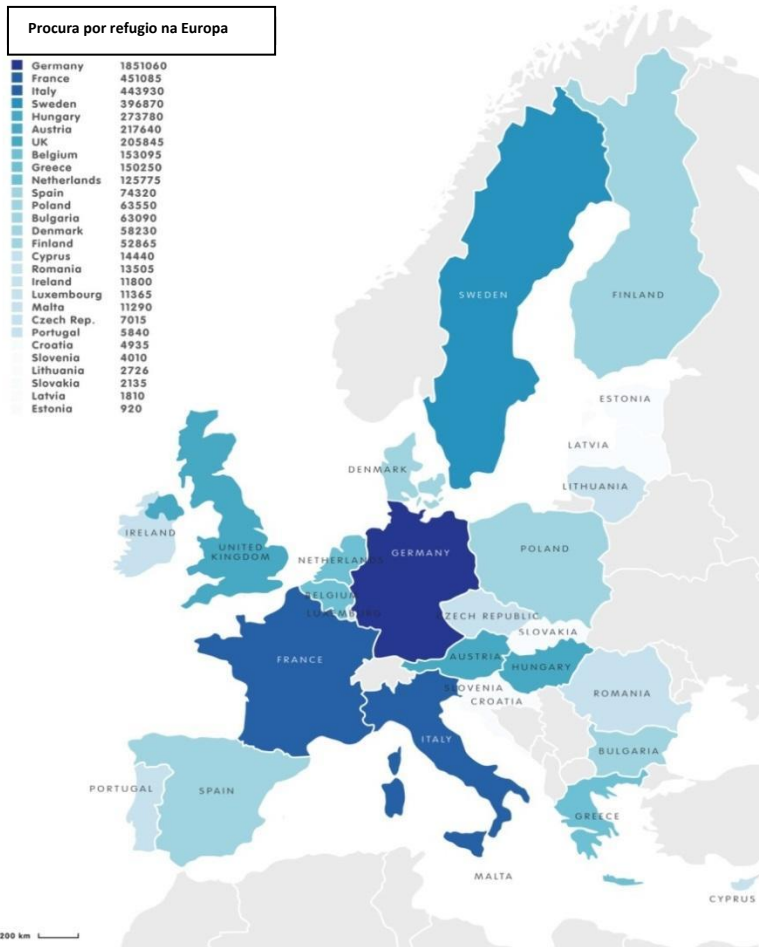 Procura por refugio na Europa
Germany 1851060
France 451085
Italy 443930
Sweden 396870
Hungary 273780
Austria 217640
UK 205845
Belgium 153095
Greece 150250
Netherlands 125775
Spain 74320
Poland 63550
Bulgaria 63090
Denmark 58230
Finland 52865
Cyprus 14440
Romania 13505
Ireland 11800
Luxembourg 11365
Malta 11290
Czech Rep. 7015
Portugal 5840
Croatia 4935
Slovenia 4010
Lithuania 2726
Slovakia 2135
Latvia 1810
Estonia 920
SWEDEN
FINLAND
ESTONIA
LATVIA
DENMARK
LITHUANIA
IRELAND
UNITED
KINGDOM
NETHERLANDS
GERMANY
POLAND
BELGIUM
LUXEMBURG
CZECH REPUBLIC
SLOVAKIA
FRANCE
AUSTRIA
HUNGARY
SLOVENIA
CROATIA
ROMANIA
ITALY
BULGARIA
PORTUGAL
SPAIN
GREECE
MALTA
CYPRUS
200 km